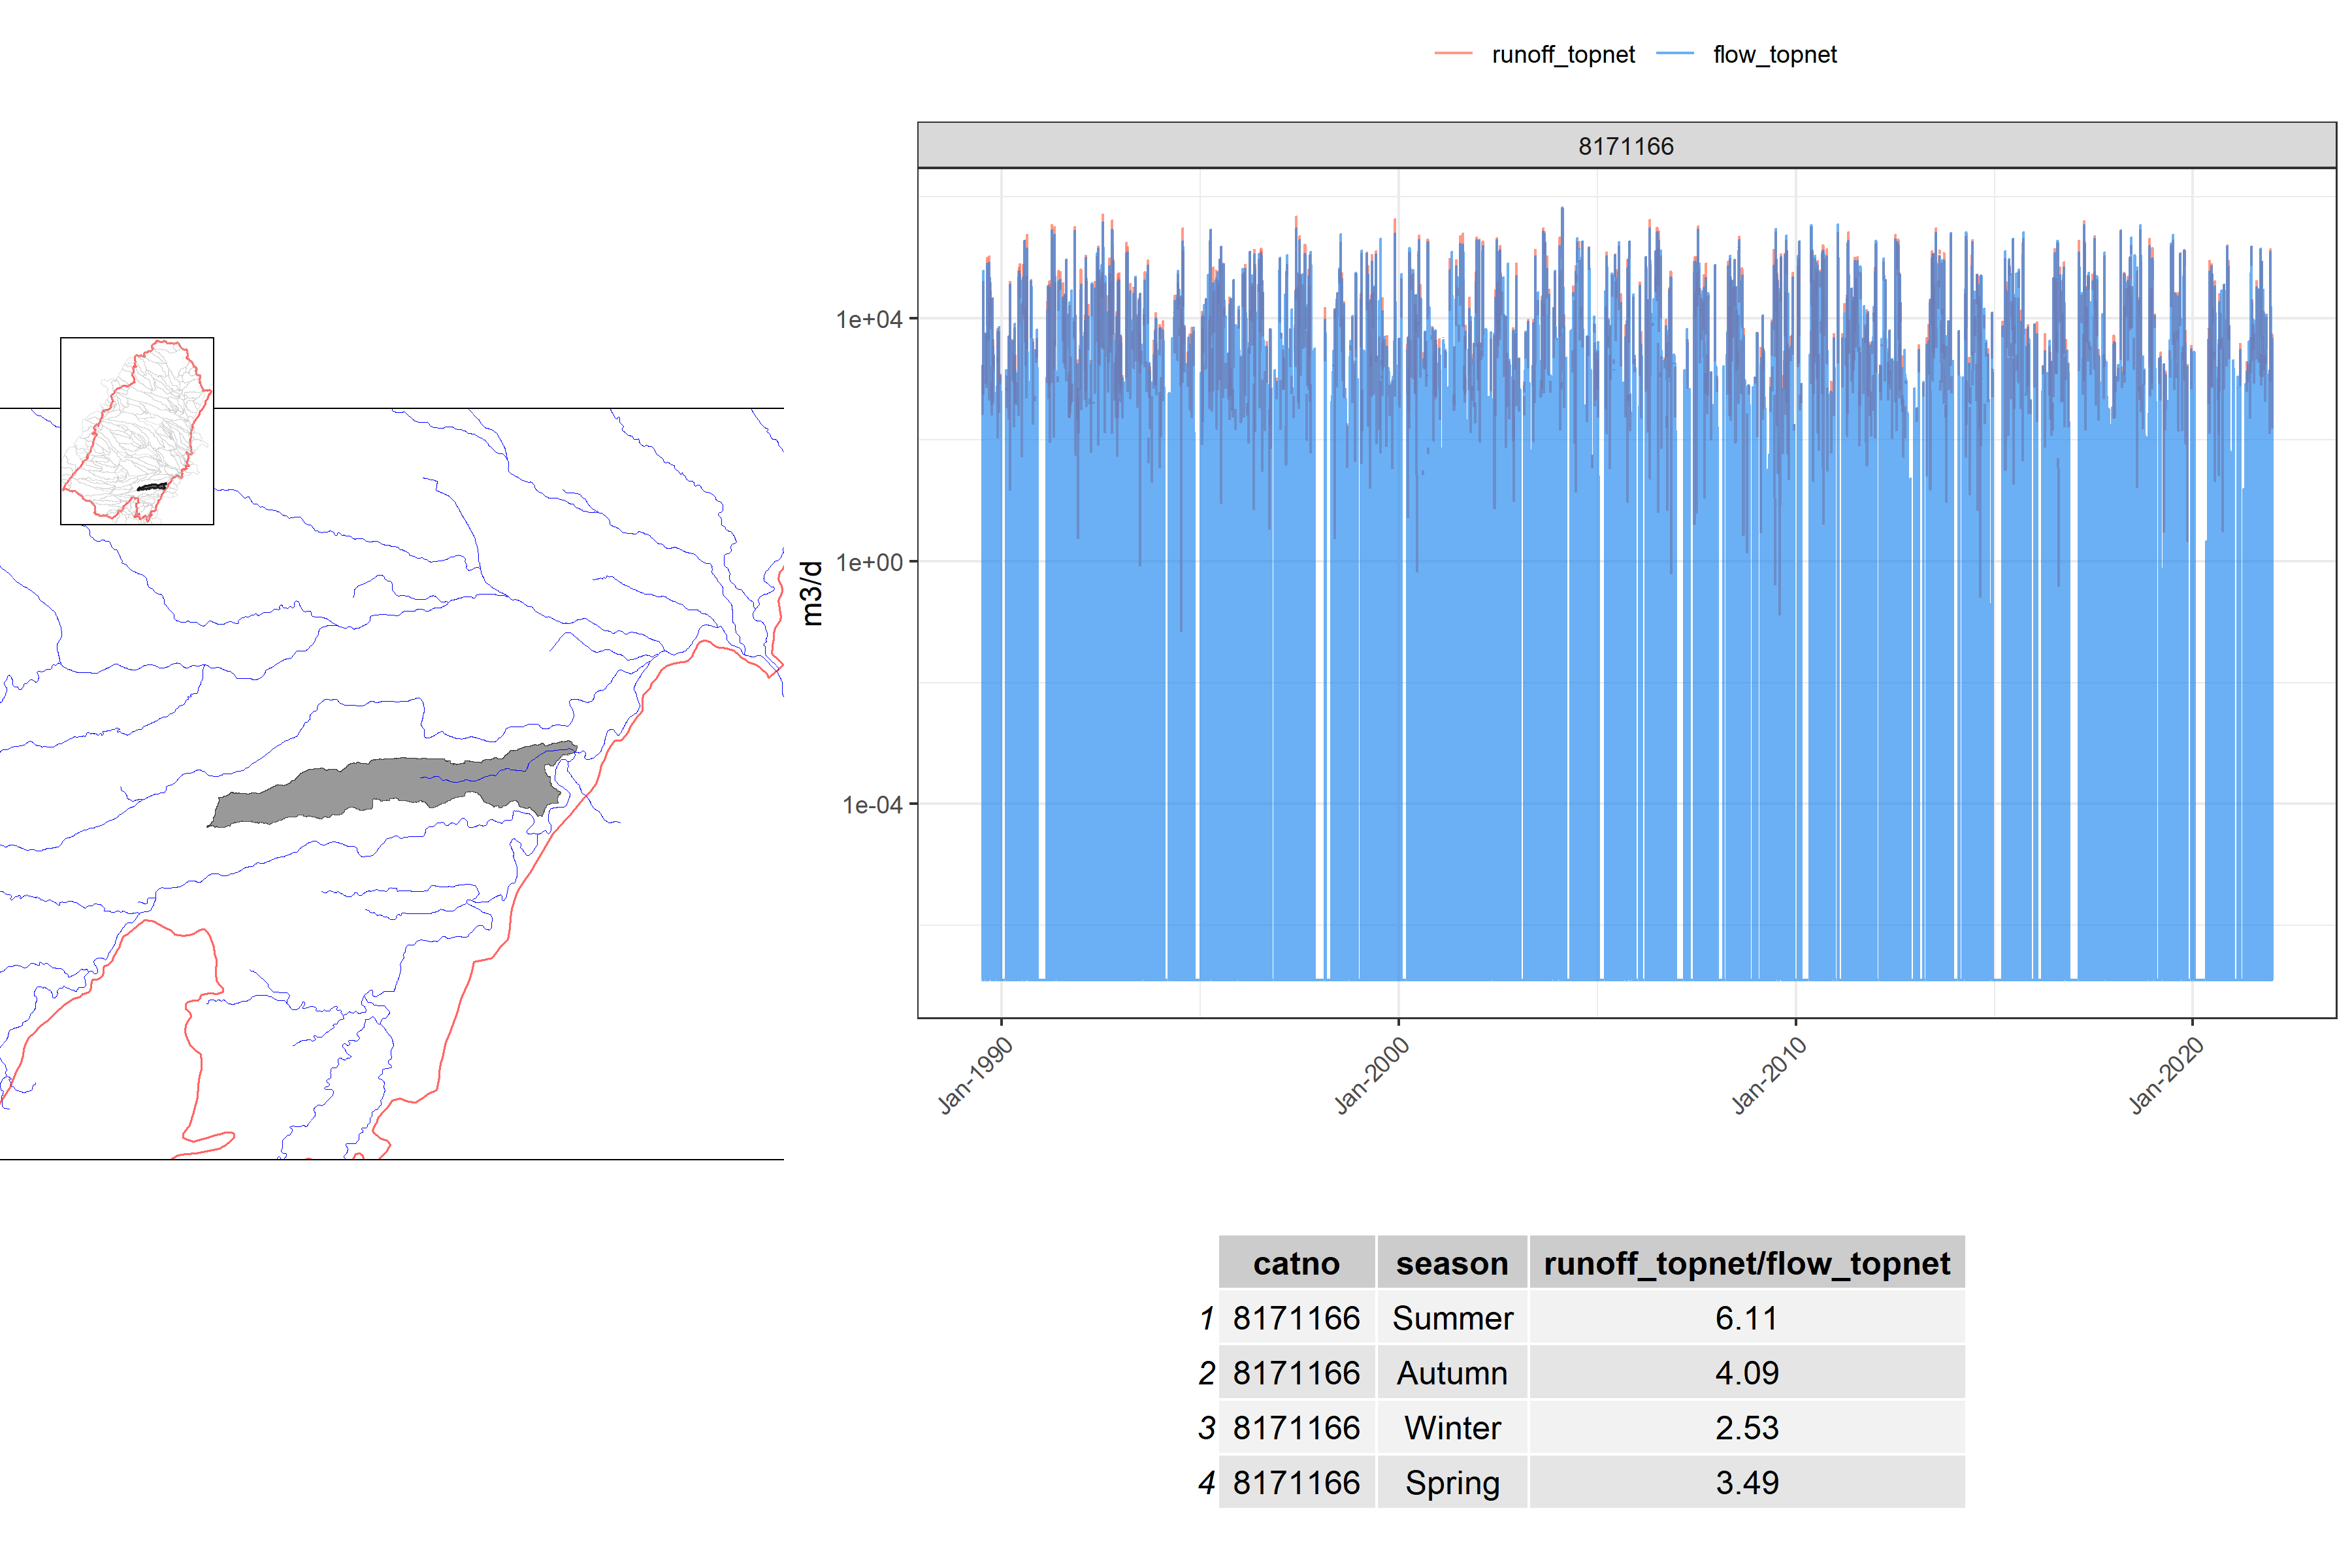 runoff_topnet flow_topnet
8171166
m3/d
1e+04
1e+00
1e-04
Jan-1990 Jan-2000 Jan-2010 Jan-2020
catno season runoff_topnet/flow_topnet
1 8171166 Summer 6.11
2 8171166 Autumn 4.09
3 8171166 Winter 2.53
4 8171166 Spring 3.49